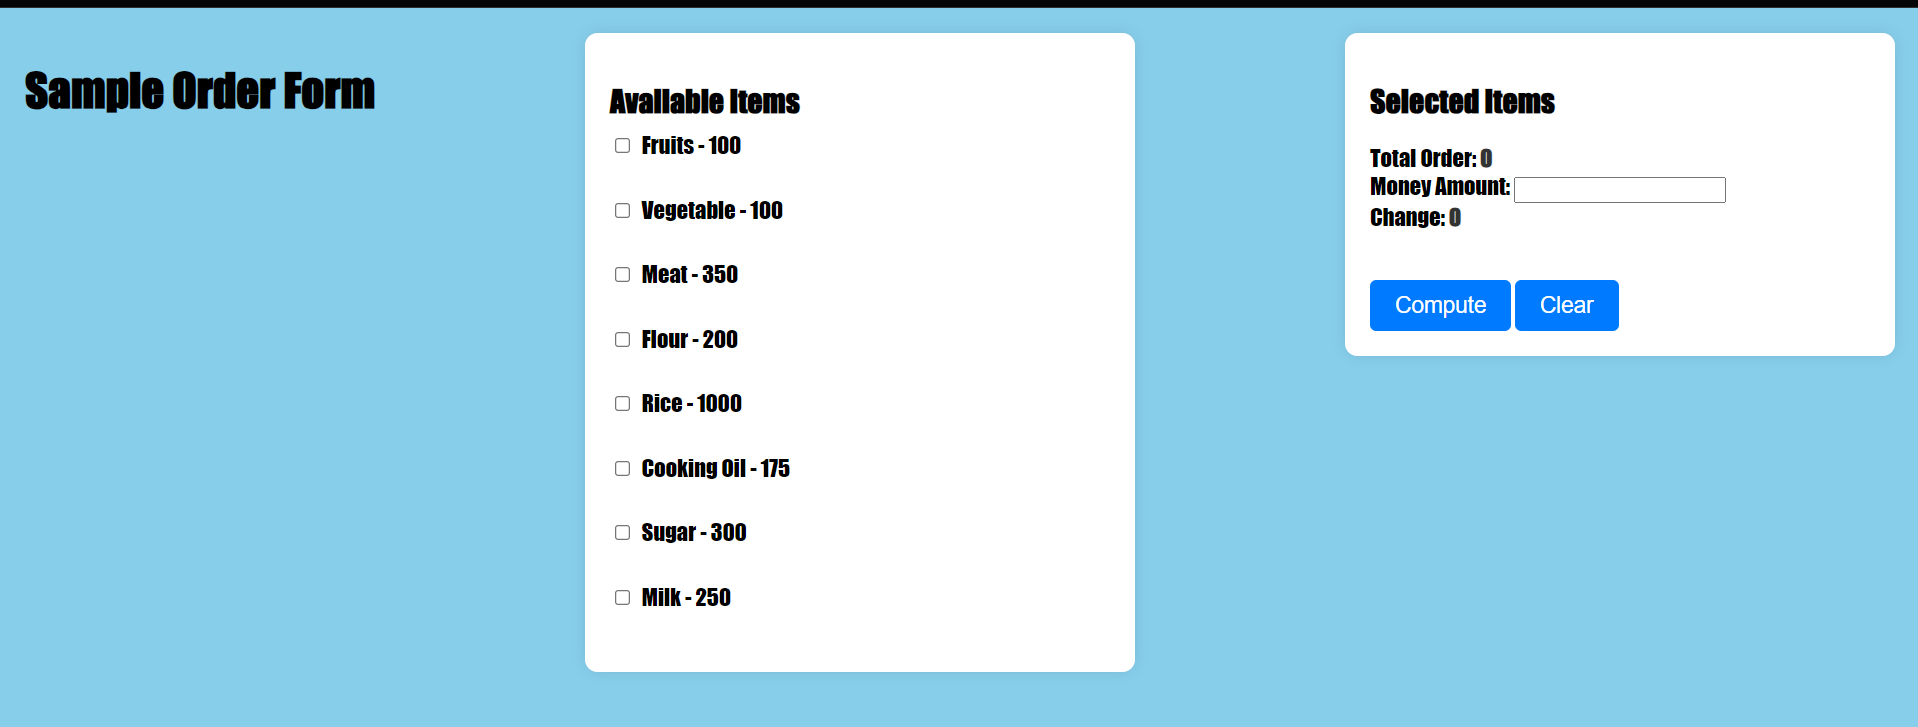 Sample Order Form
Available Items
Fruits - 100
Vegetable - 100
Meat - 350
Flour - 200
Rice - 1000
Cooking Oil - 175
Sugar - 300
Milk - 250
Selected Items
Total Order: 0
Money Amount:
Change: 0
Compute Clear